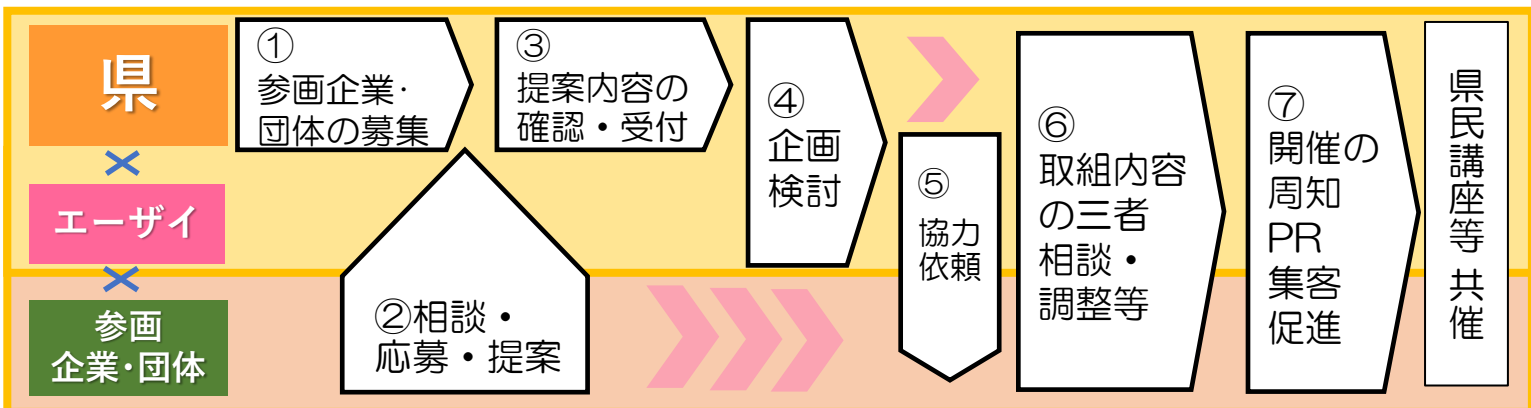 県
×
エーザイ
×
参画
企業・団体
①
参画企業・
団体の募集
②相談・
応募・提案
③
提案内容の
確認・受付
④
企画
検討
⑤
協力
依頼
⑥
取組内容
の三者
相談・
調整等
⑦
開催の
周知
PR
集客
促進
県民講座等 共催